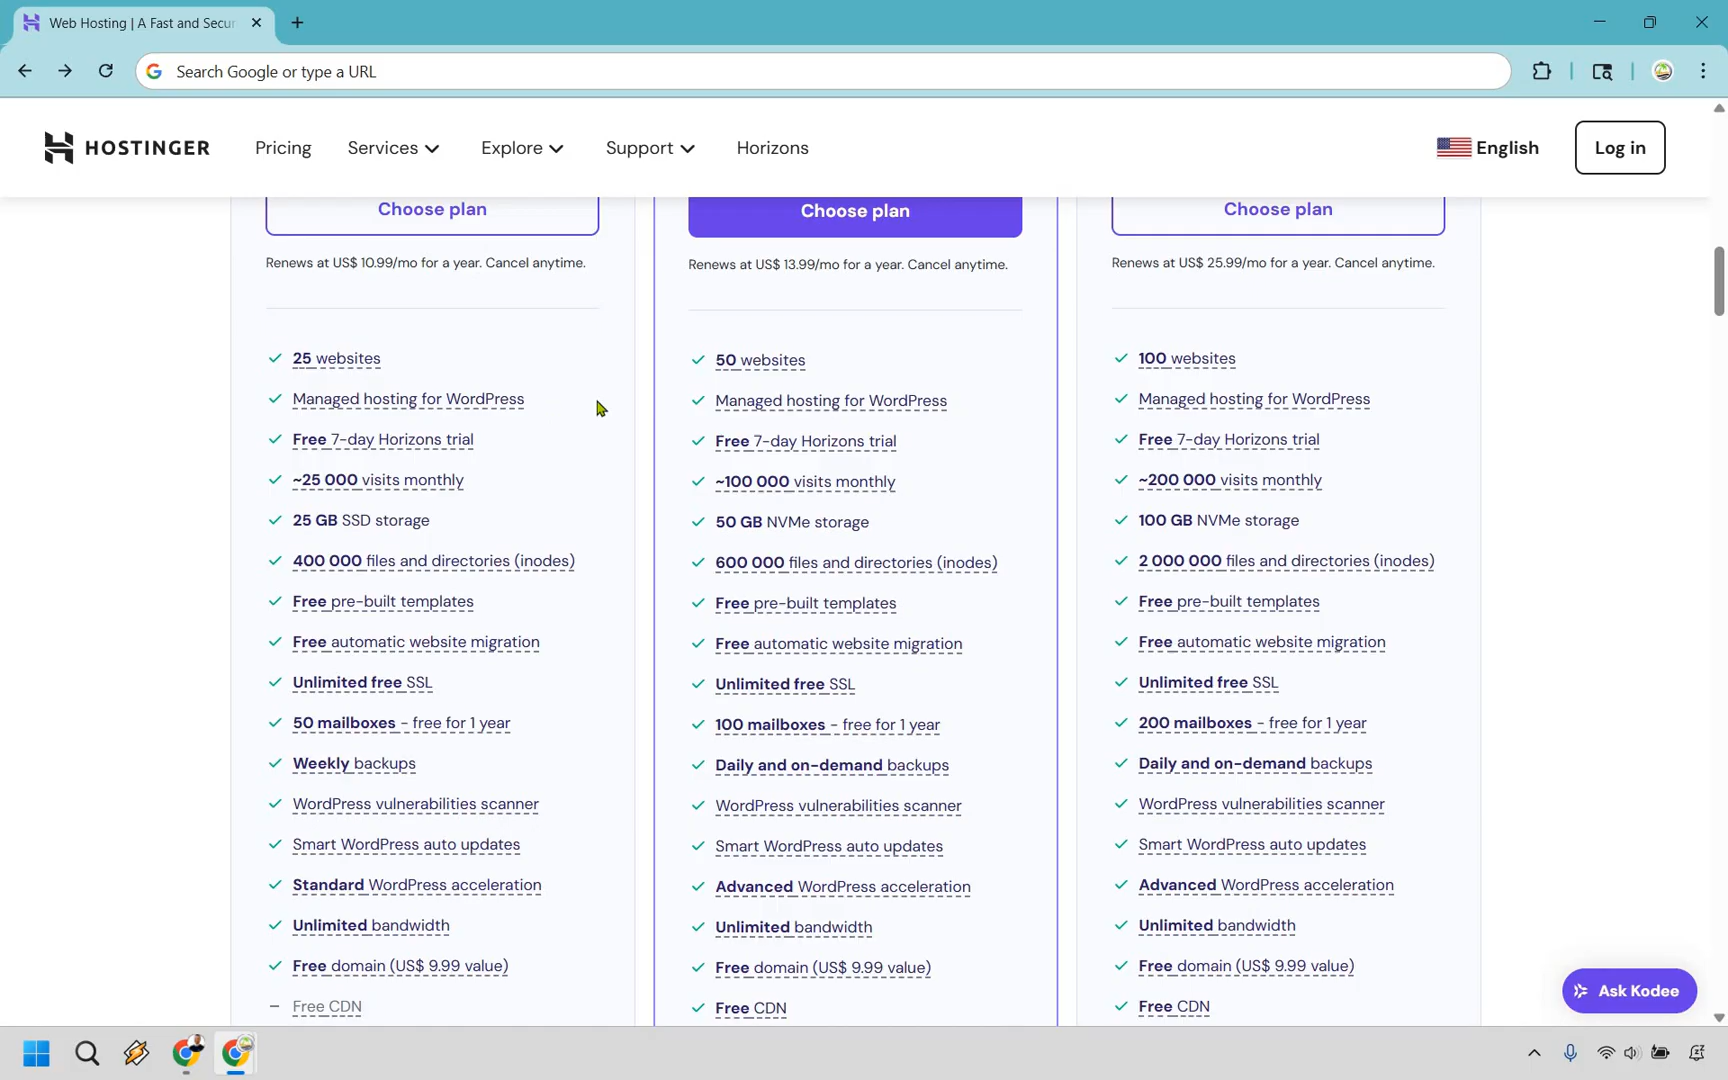 Web Hosting | A Fast and Secur
Search Google or type a URL
HOSTINGER
Pricing
Services
Explore
Support
Horizons
English
Log in
Choose plan
Renews at US$ 10.99/mo for a year. Cancel anytime.
25 websites
Managed hosting for WordPress
Free 7-day Horizons trial
~25 000 visits monthly
25 GB SSD storage
400 000 files and directories (inodes)
Free pre-built templates
Free automatic website migration
Unlimited free SSL
50 mailboxes - free for 1 year
Weekly backups
WordPress vulnerabilities scanner
Smart WordPress auto updates
Standard WordPress acceleration
Unlimited bandwidth
Free domain (US$ 9.99 value)
Free CDN
Choose plan
Renews at US$ 13.99/mo for a year. Cancel anytime.
50 websites
Managed hosting for WordPress
Free 7-day Horizons trial
~100 000 visits monthly
50 GB NVMe storage
600 000 files and directories (inodes)
Free pre-built templates
Free automatic website migration
Unlimited free SSL
100 mailboxes - free for 1 year
Daily and on-demand backups
WordPress vulnerabilities scanner
Smart WordPress auto updates
Advanced WordPress acceleration
Unlimited bandwidth
Free domain (US$ 9.99 value)
Free CDN
Choose plan
Renews at US$ 25.99/mo for a year. Cancel anytime.
100 websites
Managed hosting for WordPress
Free 7-day Horizons trial
~200 000 visits monthly
100 GB NVMe storage
2 000 000 files and directories (inodes)
Free pre-built templates
Free automatic website migration
Unlimited free SSL
200 mailboxes - free for 1 year
Daily and on-demand backups
WordPress vulnerabilities scanner
Smart WordPress auto updates
Advanced WordPress acceleration
Unlimited bandwidth
Free domain (US$ 9.99 value)
Free CDN
Ask Kodee